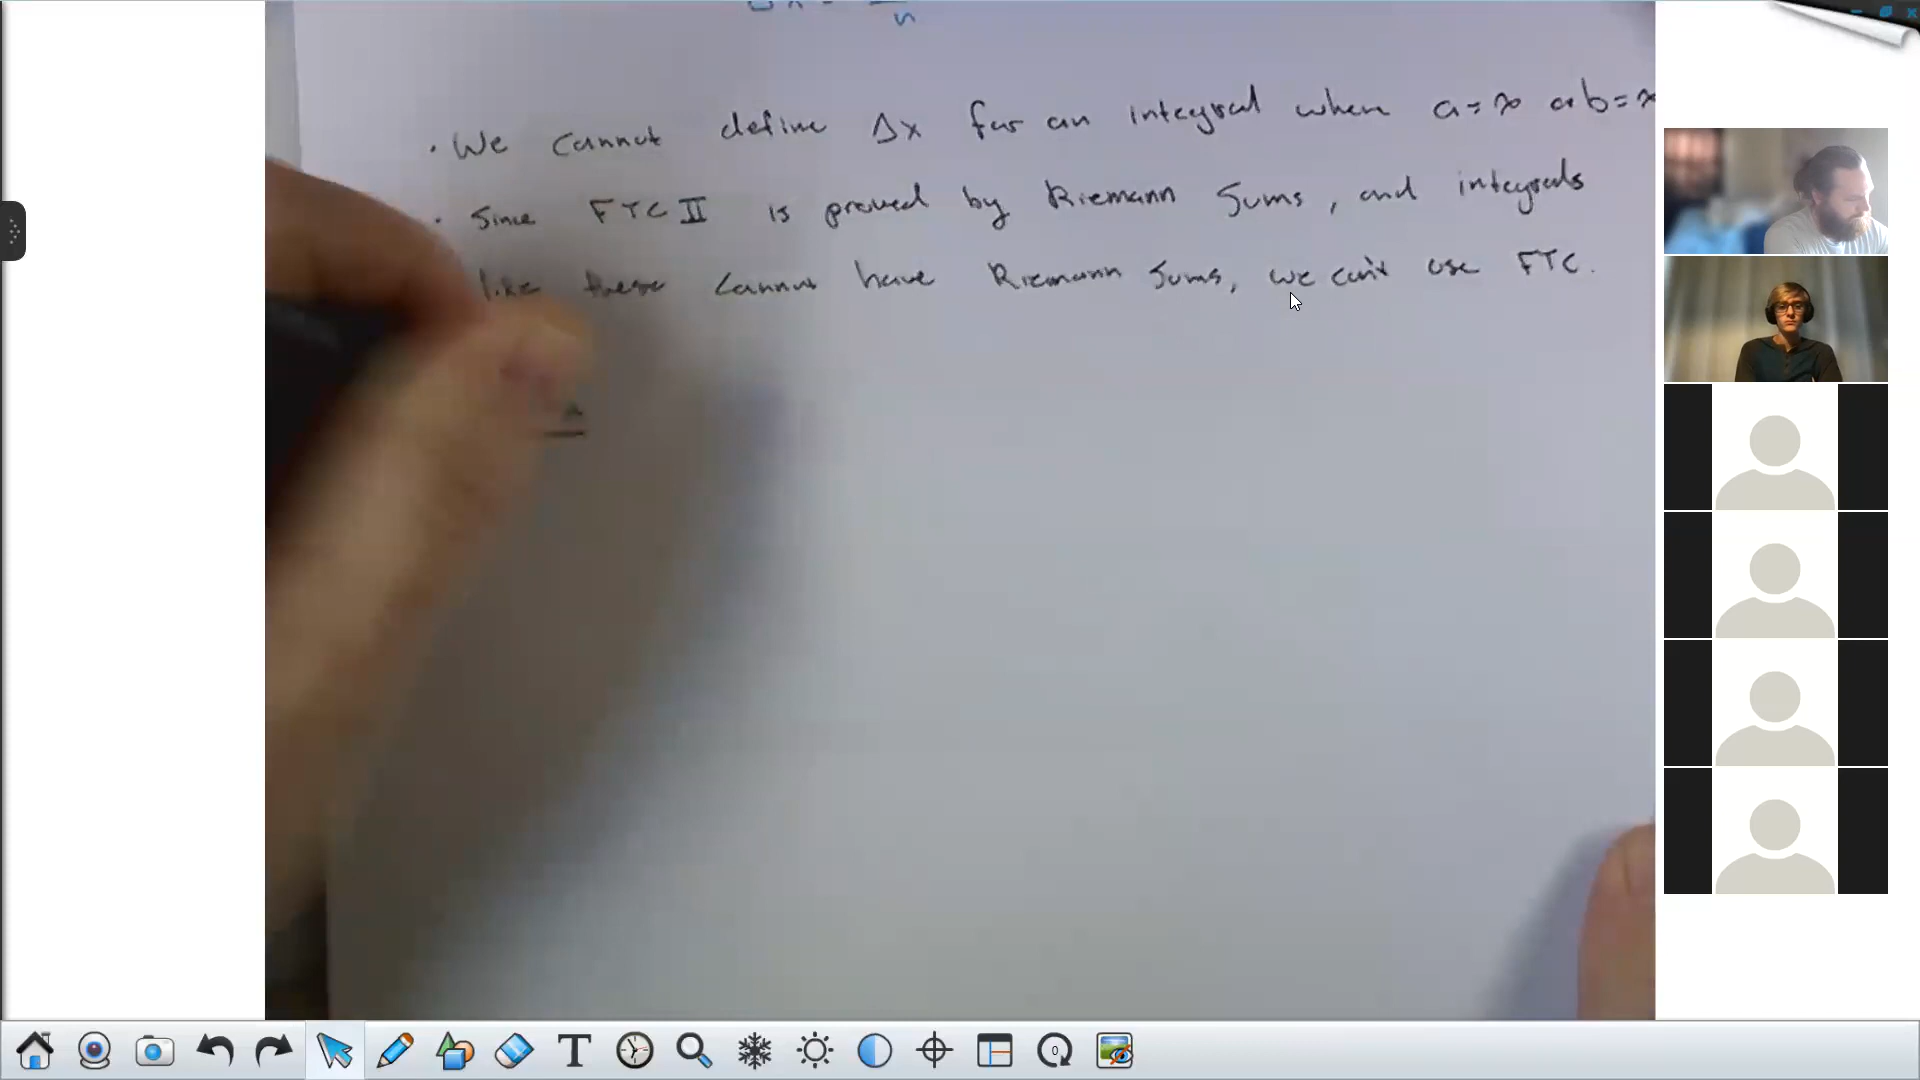 n
• We cannot define Δx for an integral when a=∞ or b=∞
• Since FTC II is proved by Riemann Sums, and integrals
like these cannot have Riemann Sums, we can't use FTC.
T
0